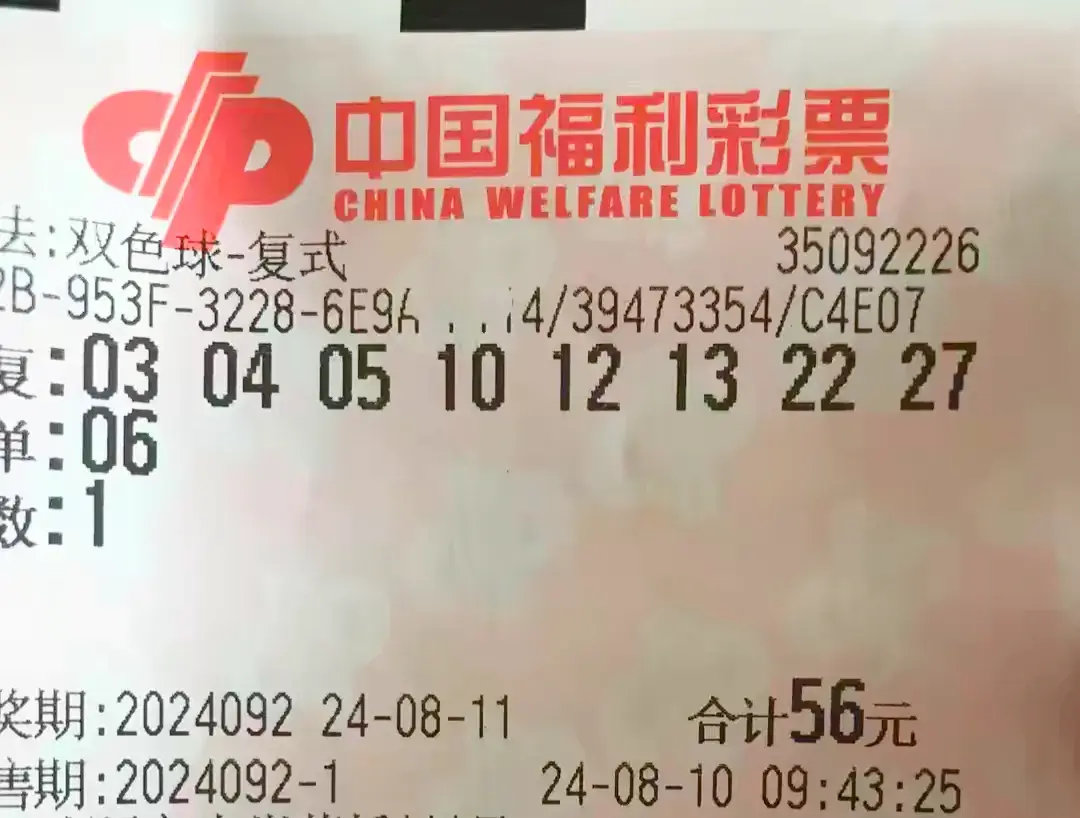 中国福利彩票
CHINA WELFARE LOTTERY
法:双色球-复式 35092226
2B-953F-3228-6E9A 4/39473354/C4E07
复:03 04 05 10 12 13 22 27
单:06
数:1
奖期:2024092 24-08-11 合计56元
售期:2024092-1 24-08-10 09:43:25